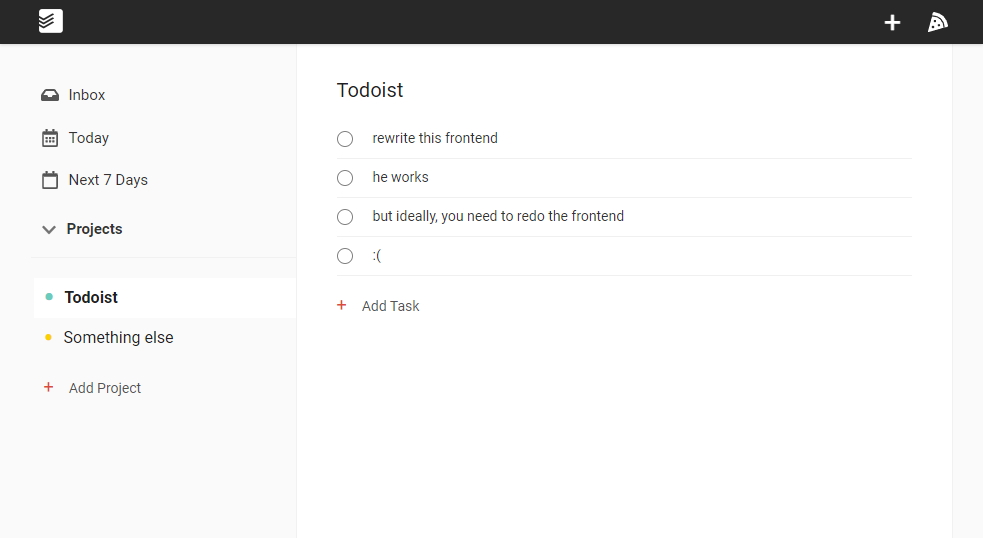 Inbox
Today
Next 7 Days
Projects
Todoist
Something else
+ Add Project
Todoist
rewrite this frontend
he works
but ideally, you need to redo the frontend
:(
+ Add Task